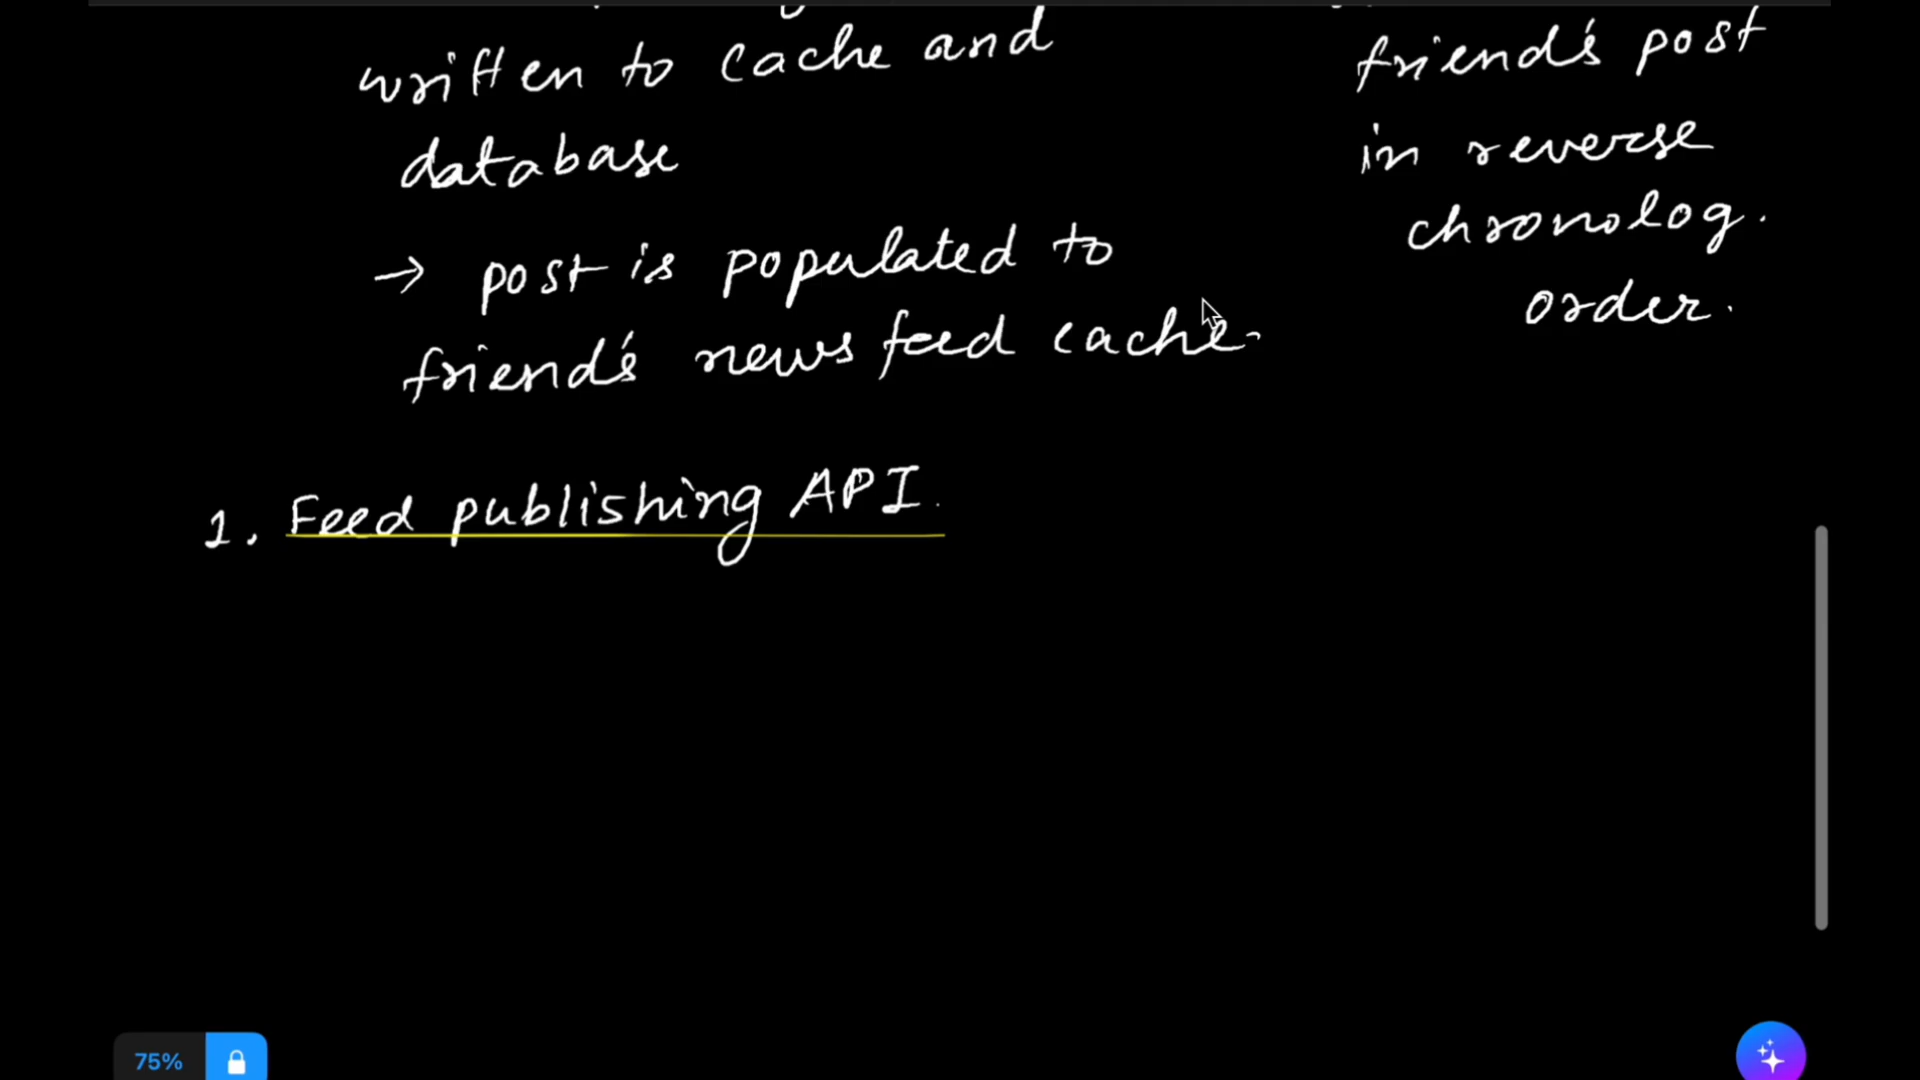 written to cache and
database
→ post is populated to
friend's news feed cache.
friend's post
in reverse
chronolog.
order.
1. Feed publishing API.
75%